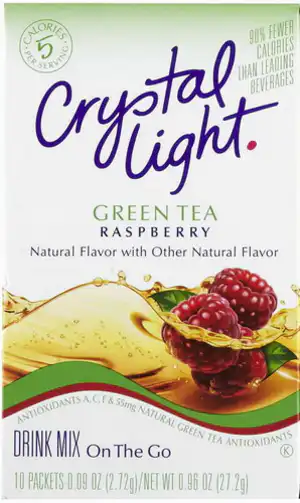 5
CALORIES
PER SERVING
90% FEWER
CALORIES
THAN LEADING
BEVERAGES
Crystal
Light.
GREEN TEA
RASPBERRY
Natural Flavor with Other Natural Flavor
ANTIOXIDANTS A, C, E & 55mg NATURAL GREEN TEA ANTIOXIDANTS
K
DRINK MIX On The Go
10 PACKETS 0.09 OZ (2.72g)/NET WT 0.96 OZ (27.2g)